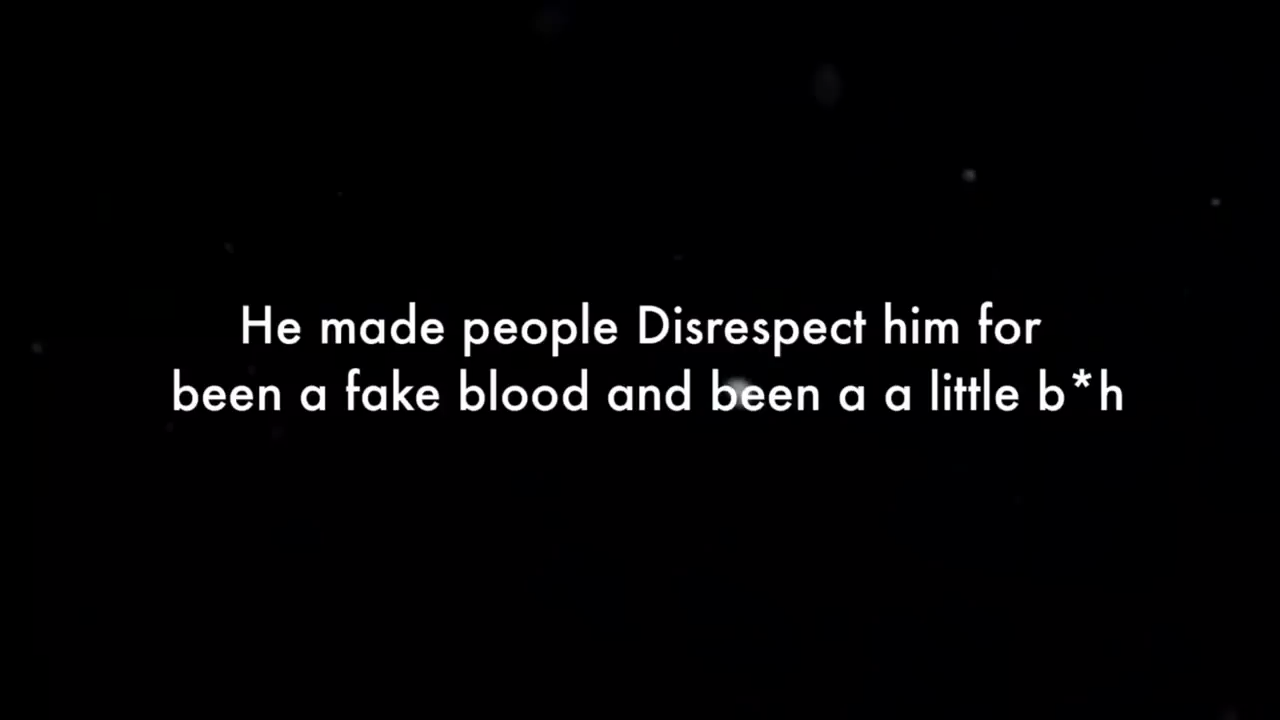 He made people Disrespect him for
been a fake blood and been a a little b*h